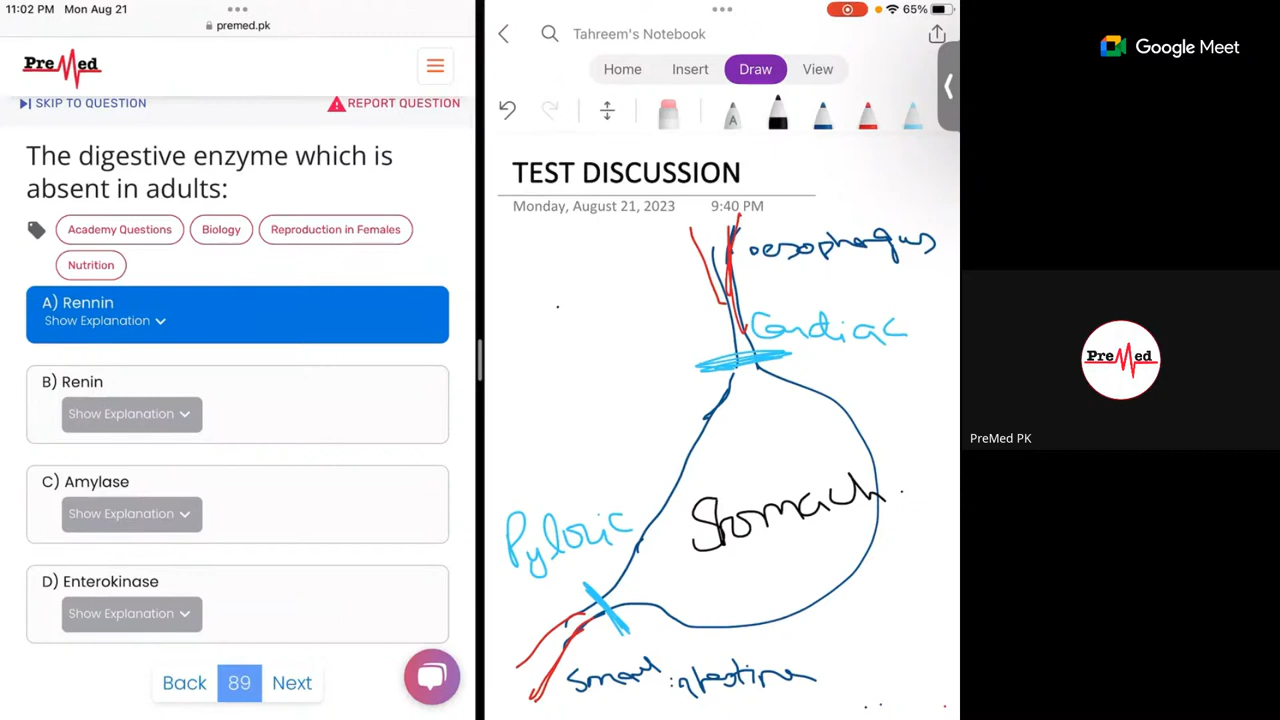 11:02 PM Mon Aug 21
premed.pk
PreMed
SKIP TO QUESTION
REPORT QUESTION
The digestive enzyme which is
absent in adults:
Academy Questions
Biology
Reproduction in Females
Nutrition
A) Rennin
Show Explanation
B) Renin
Show Explanation
C) Amylase
Show Explanation
D) Enterokinase
Show Explanation
Back
89
Next
65%
Tahreem's Notebook
Home
Insert
Draw
View
A
TEST DISCUSSION
Monday, August 21, 2023
9:40 PM
oesophagus
Cardiac
Stomach
Pyloric
Small intestine
Google Meet
PreMed
PreMed PK